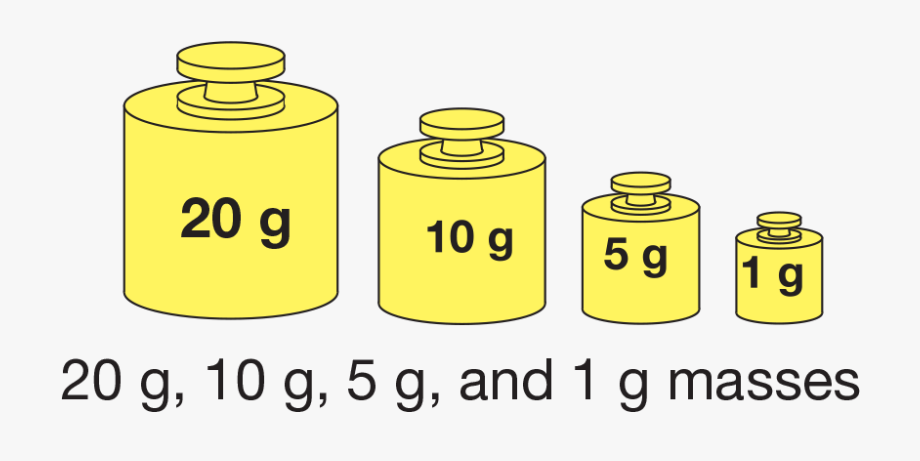 20 g
10 g
5 g
1 g
20 g, 10 g, 5 g, and 1 g masses